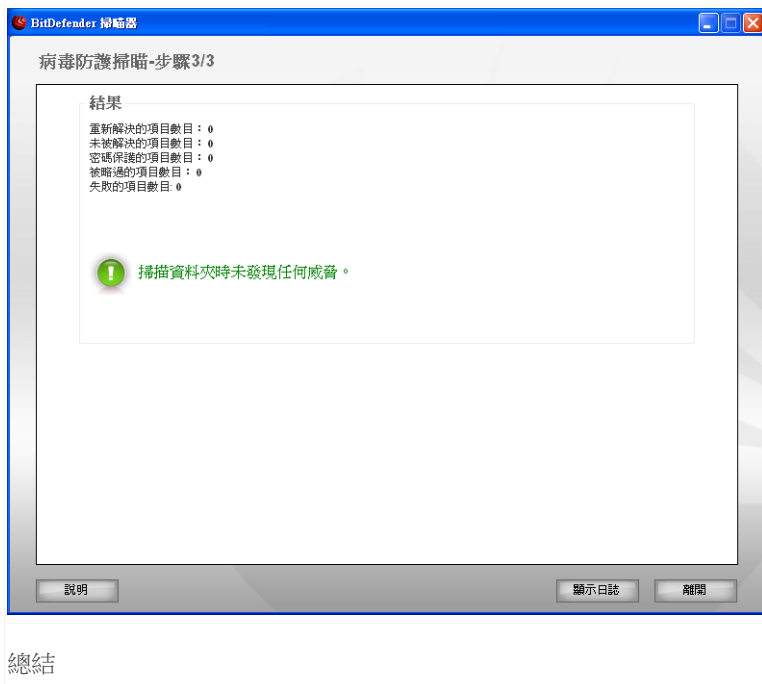 BitDefender 掃瞄器
病毒防護掃瞄-步驟3/3
結果
重新解決的項目數目： 0
未被解決的項目數目： 0
密碼保護的項目數目： 0
被略過的項目數目： 0
失敗的項目數目: 0
掃描資料夾時未發現任何威脅。
說明
顯示日誌
離開
總結